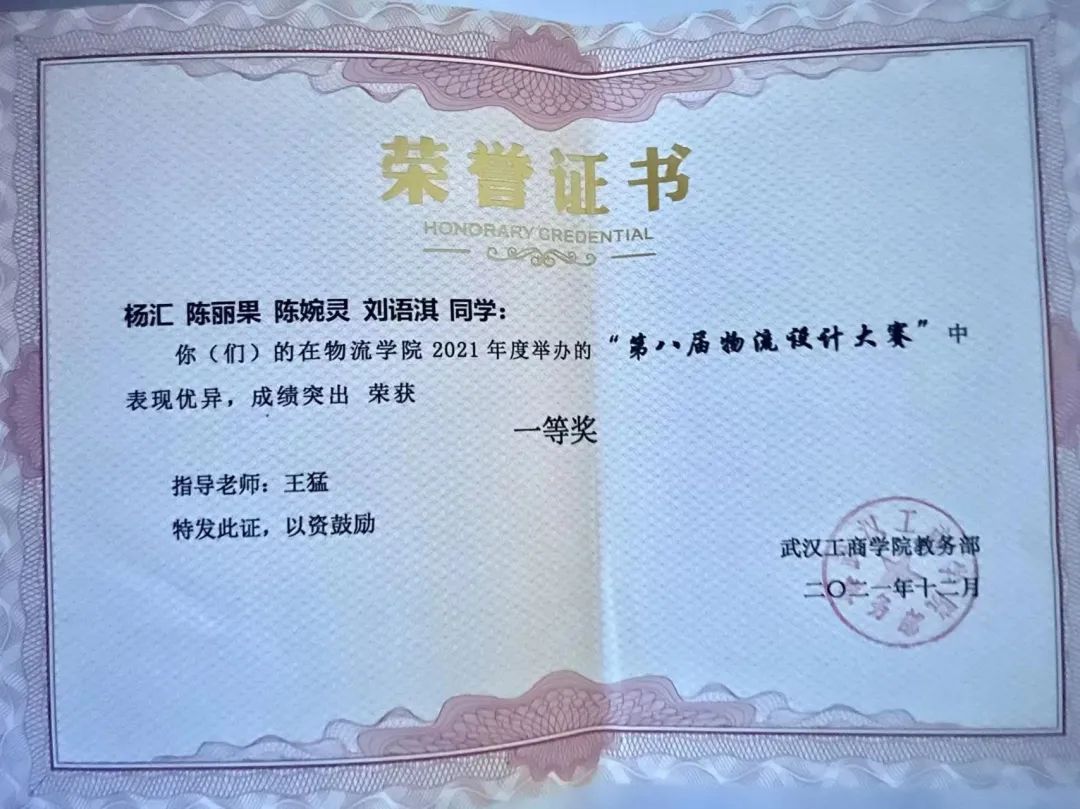 荣誉证书
HONORARY CREDENTIAL
杨汇 陈丽果 陈婉灵 刘语淇 同学：
你（们）的在物流学院 2021 年度举办的 “第八届物流设计大赛” 中
表现优异，成绩突出 荣获
一等奖
指导老师：王猛
特发此证，以资鼓励
武汉工商学院教务部
二〇二一年十二月